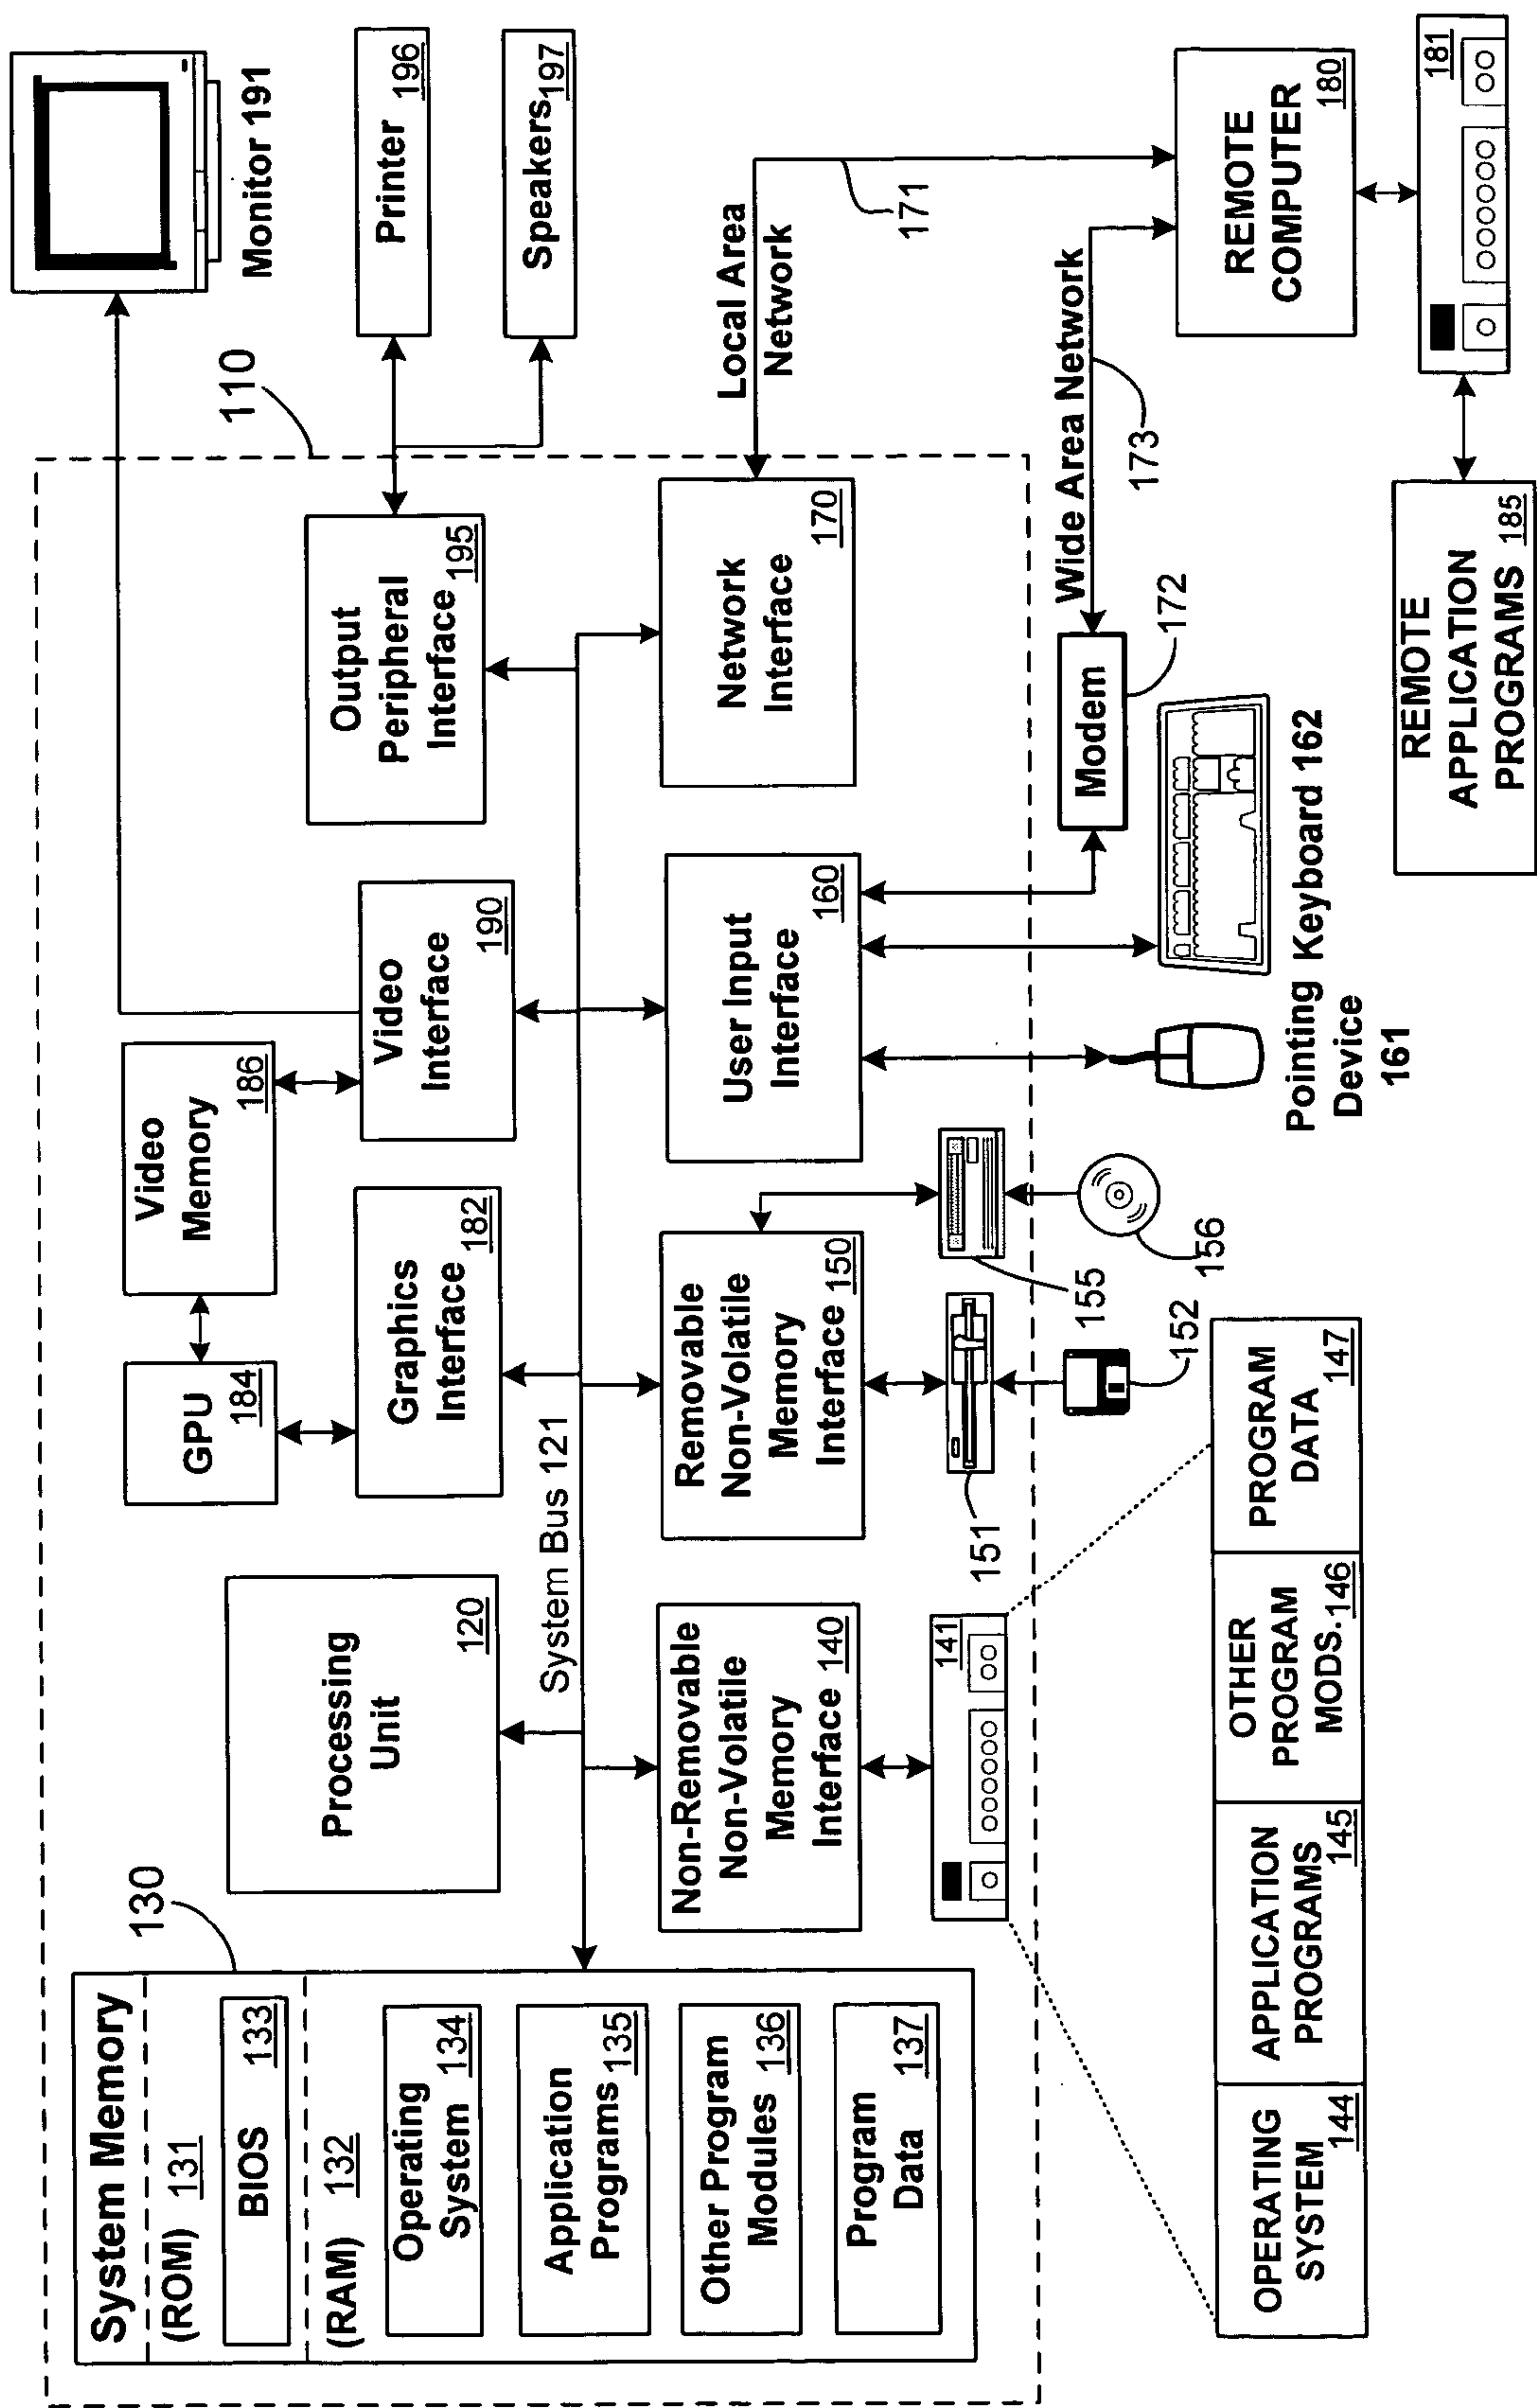 System Memory
(ROM) 131
BIOS 133
(RAM) 132
Operating
System 134
Application
Programs 135
Other Program
Modules 136
Program
Data 137
130
Processing
Unit
120
GPU
184
Video
Memory
186
Graphics
Interface 182
Video
Interface
190
Output
Peripheral
Interface 195
110
Monitor 191
Printer
196
Speakers 197
System Bus 121
Non-Removable
Non-Volatile
Memory
Interface 140
Removable
Non-Volatile
Memory
Interface 150
User Input
Interface
160
Network
Interface
170
Local Area
Network
171
141
151
152
155
156
Wide Area Network
173
Modem
172
Pointing
Device
161
Keyboard 162
REMOTE
COMPUTER
180
181
REMOTE
APPLICATION
PROGRAMS 185
OPERATING
SYSTEM
144
APPLICATION
PROGRAMS
145
OTHER
PROGRAM
MODS. 146
PROGRAM
DATA
147